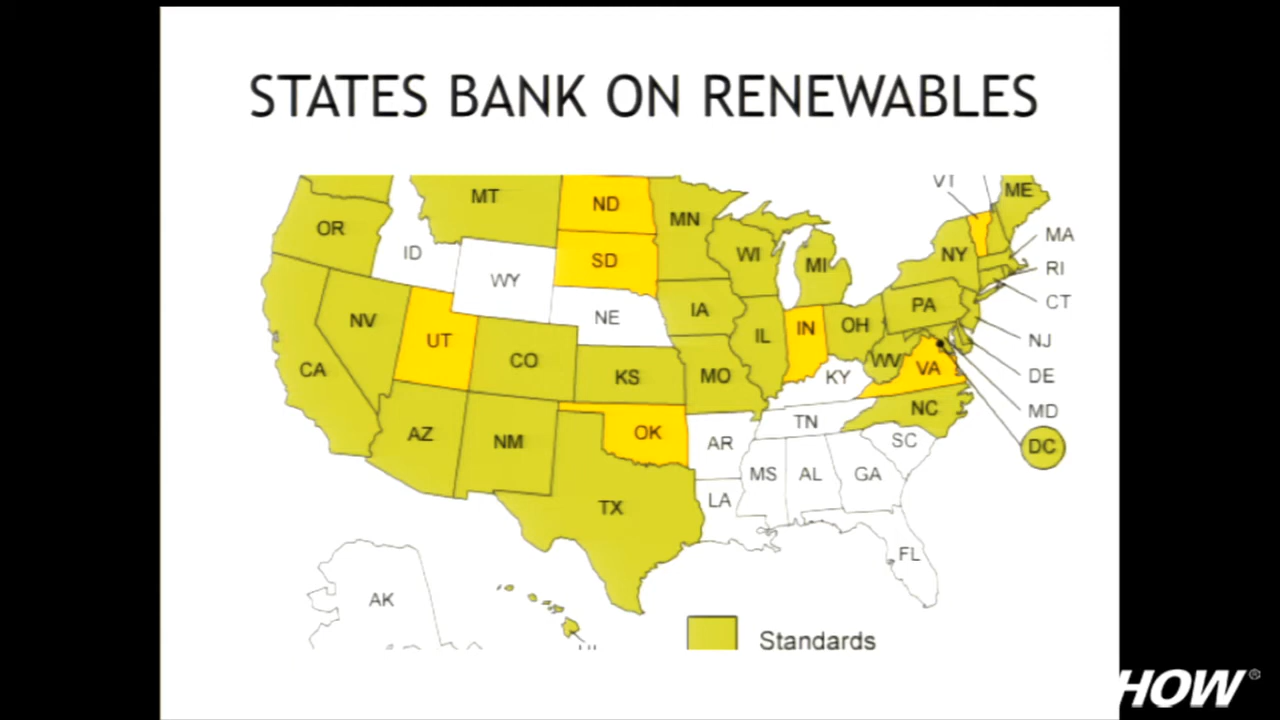 STATES BANK ON RENEWABLES
VT
ME
MT
ND
MN
OR
MA
ID
SD
WI
NY
MI
RI
WY
CT
PA
IA
NE
NV
OH
IN
IL
UT
NJ
CO
WV
VA
CA
KS
MO
KY
DE
NC
MD
TN
AZ
OK
NM
AR
SC
DC
MS
AL
GA
LA
TX
FL
AK
Standards
HOW®